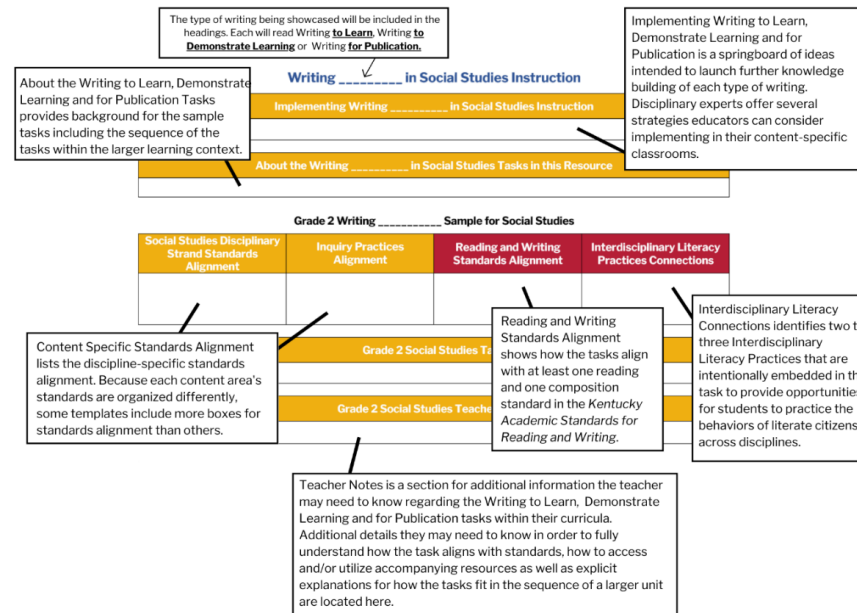 The type of writing being showcased will be included in the
headings. Each will read Writing to Learn, Writing to
Demonstrate Learning or Writing for Publication.
Implementing Writing to Learn,
Demonstrate Learning and for
Publication is a springboard of ideas
intended to launch further knowledge
building of each type of writing.
Disciplinary experts offer several
strategies educators can consider
implementing in their content-specific
classrooms.
About the Writing to Learn, Demonstrate
Learning and for Publication Tasks
provides background for the sample
tasks including the sequence of the
tasks within the larger learning context.
Writing _________ in Social Studies Instruction
Implementing Writing __________ in Social Studies Instruction
About the Writing __________ in Social Studies Tasks in this Resource
Grade 2 Writing ___________ Sample for Social Studies
Social Studies Disciplinary
Strand Standards
Alignment
Inquiry Practices
Alignment
Reading and Writing
Standards Alignment
Interdisciplinary Literacy
Practices Connections
Content Specific Standards Alignment
lists the discipline-specific standards
alignment. Because each content area's
standards are organized differently,
some templates include more boxes for
standards alignment than others.
Grade 2 Social Studies
Grade 2 Social Studies
Reading and Writing
Standards Alignment
shows how the tasks align
with at least one reading
and one composition
standard in the Kentucky
Academic Standards for
Reading and Writing.
Interdisciplinary Literacy
Connections identifies two
three Interdisciplinary
Literacy Practices that are
intentionally embedded in
task to provide opportunities
for students to practice the
behaviors of literate citizens
across disciplines.
Teacher Notes is a section for additional information the teacher
may need to know regarding the Writing to Learn, Demonstrate
Learning and for Publication tasks within their curricula.
Additional details they may need to know in order to fully
understand how the task aligns with standards, how to access
and/or utilize accompanying resources as well as explicit
explanations for how the tasks fit in the sequence of a larger unit
are located here.